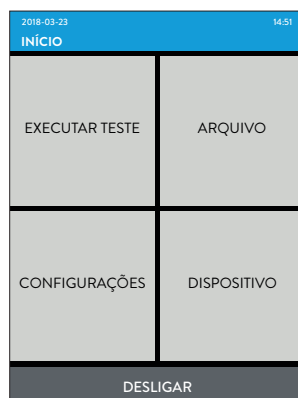 2018-03-23 14:51
INÍCIO
EXECUTAR TESTE ARQUIVO
CONFIGURAÇÕES DISPOSITIVO
DESLIGAR